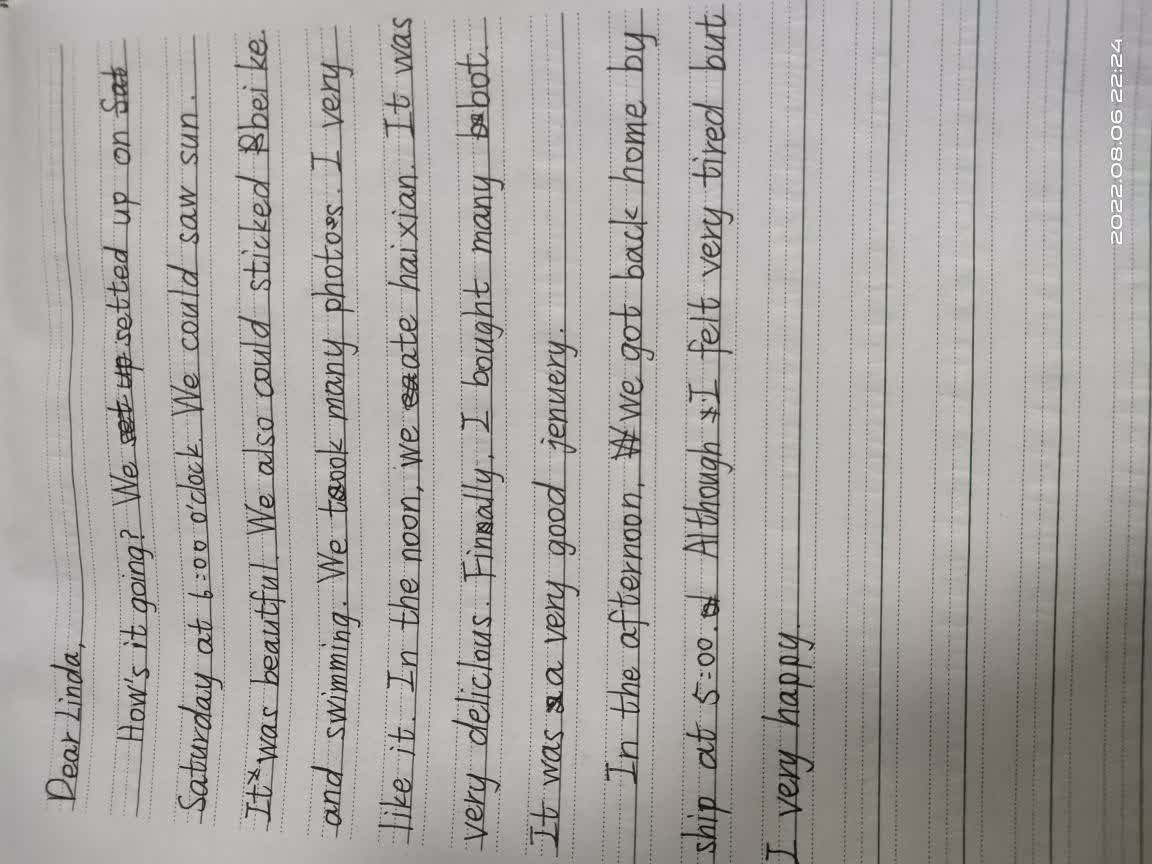 Dear Linda,
How's it going? We set up setted up on Sat
Saturday at 6:00 o'clock. We could saw sun.
It was beautiful. We also could sticked beike
and swimming. We took many photos. I very
like it. In the noon, we ate haixian. It was
very delicious. Finally, I bought many bot.
It was a very good jenuery.
In the afternoon, We got back home by
ship at 5:00. Although I felt very tired but
I very happy.
2022.08.06 22:24